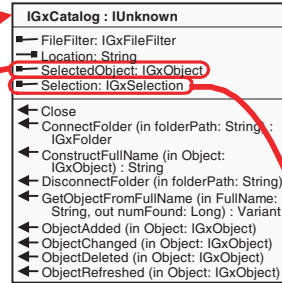 IGxCatalog : IUnknown
FileFilter: IGxFileFilter
Location: String
SelectedObject: IGxObject
Selection: IGxSelection
Close
ConnectFolder (in folderPath: String) :
IGxFolder
ConstructFullName (in Object:
IGxObject) : String
DisconnectFolder (in folderPath: String)
GetObjectFromFullName (in FullName:
String, out numFound: Long) : Variant
ObjectAdded (in Object: IGxObject)
ObjectChanged (in Object: IGxObject)
ObjectDeleted (in Object: IGxObject)
ObjectRefreshed (in Object: IGxObject)